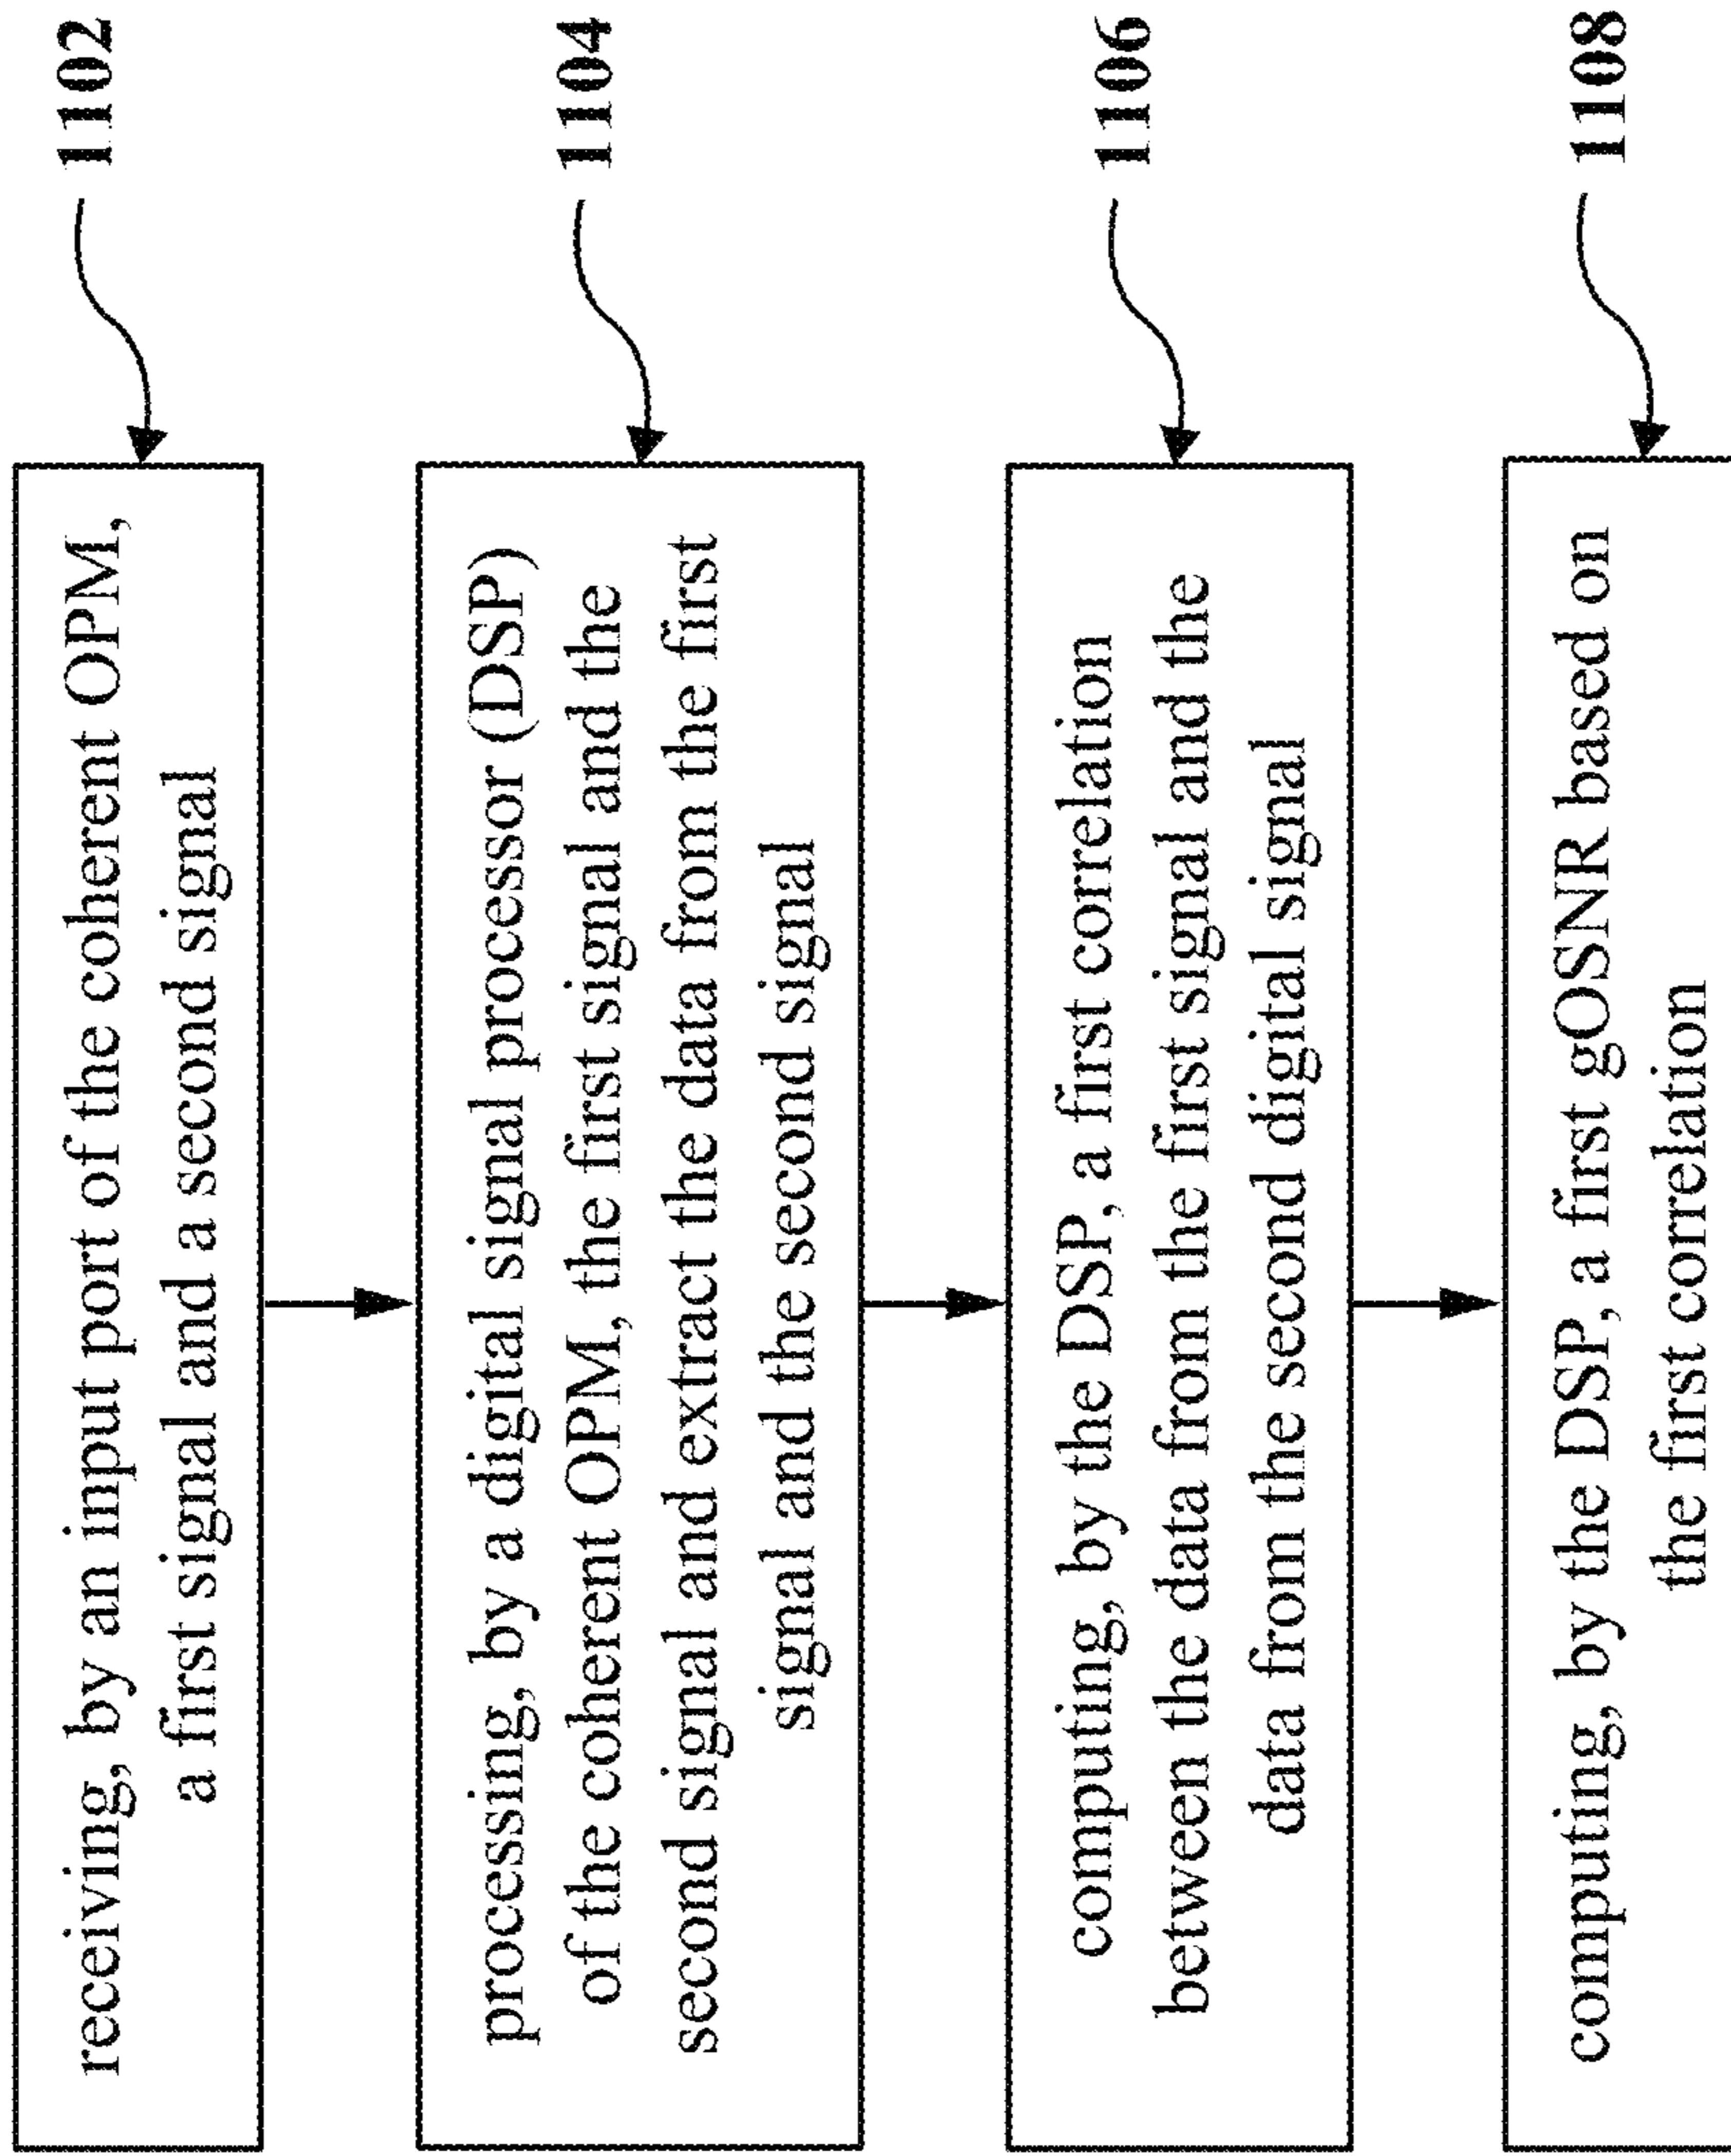 receiving, by an input port of the coherent OPM,
a first signal and a second signal
1102
processing, by a digital signal processor (DSP)
of the coherent OPM, the first signal and the
second signal and extract the data from the first
signal and the second signal
1104
computing, by the DSP, a first correlation
between the data from the first signal and the
data from the second digital signal
1106
computing, by the DSP, a first gOSNR based on
the first correlation
1108